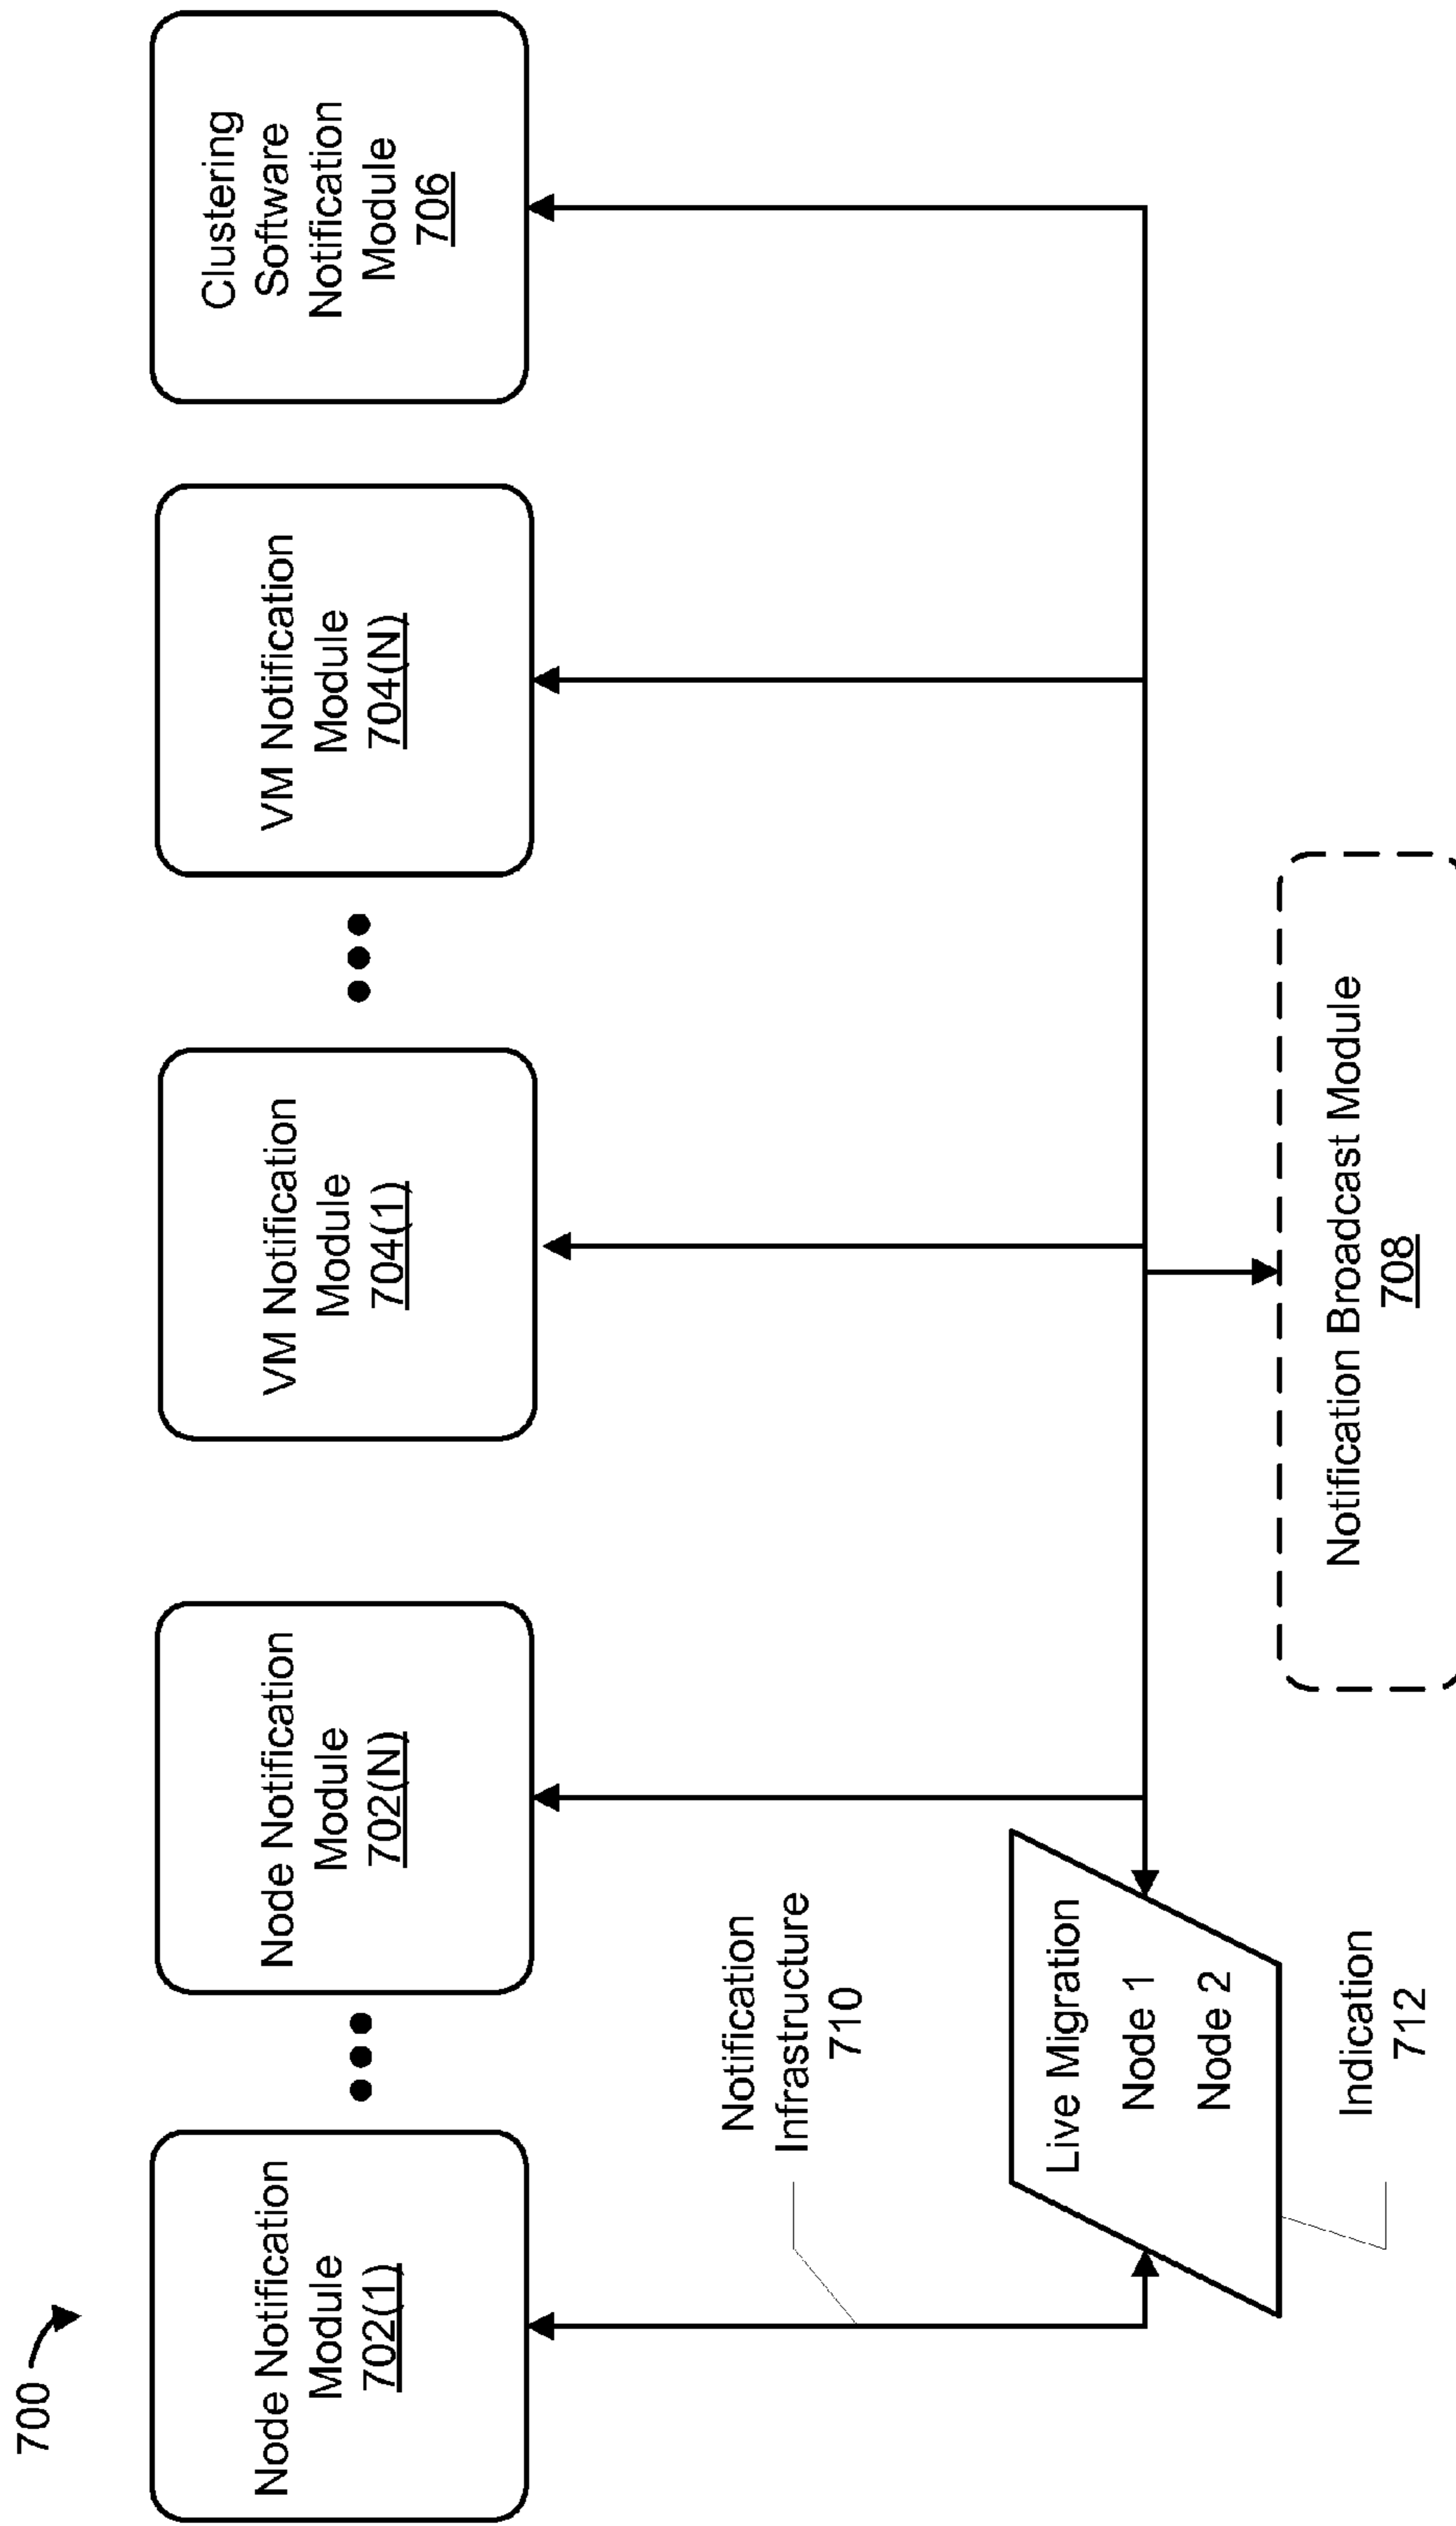 700
Node Notification
Module
702(1)
Node Notification
Module
702(N)
VM Notification
Module
704(1)
VM Notification
Module
704(N)
Clustering
Software
Notification
Module
706
Notification
Infrastructure
710
Live Migration
Node 1
Node 2
Indication
712
Notification Broadcast Module
708